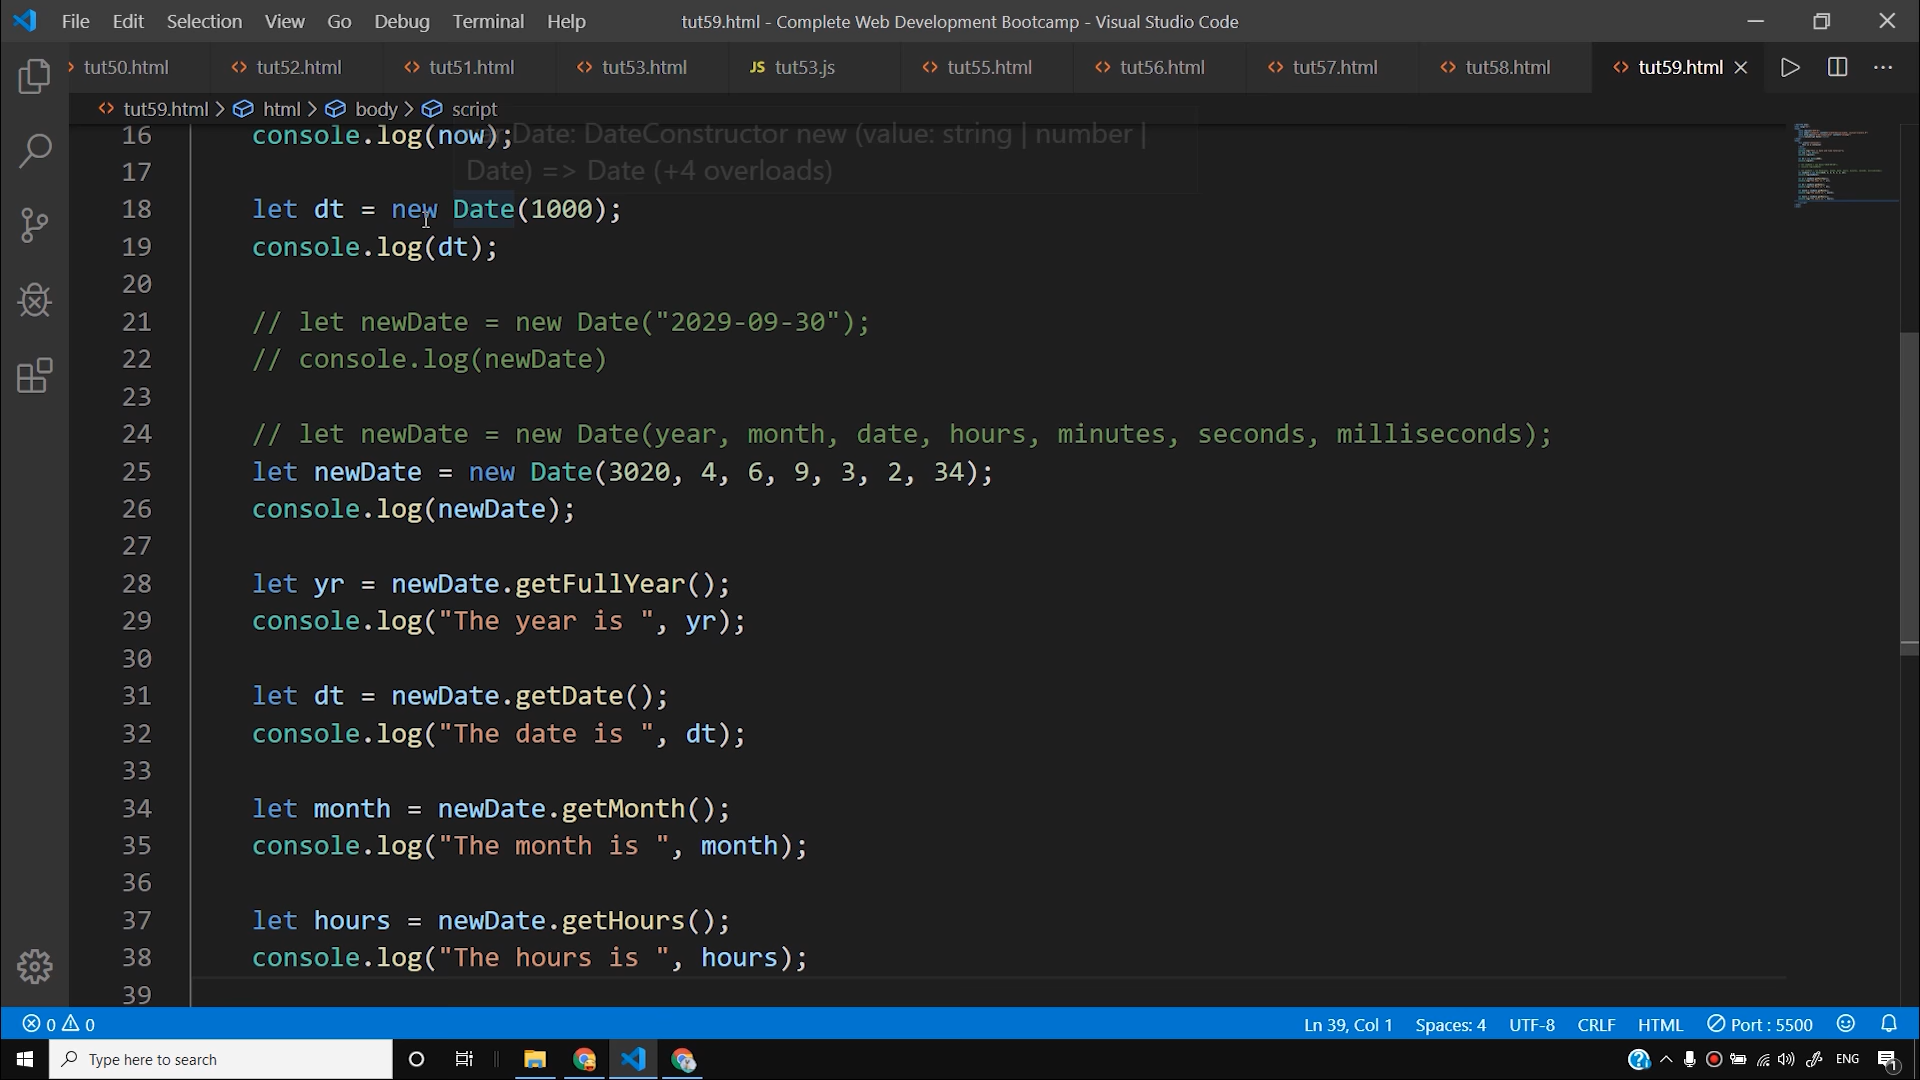 File Edit Selection View Go Debug Terminal Help tut59.html - Complete Web Development Bootcamp - Visual Studio Code
tut50.html tut52.html tut51.html tut53.html JS tut53.js tut55.html tut56.html tut57.html tut58.html tut59.html
tut59.html > html > body > script
Date: DateConstructor new (value: string | number |
Date) => Date (+4 overloads)
16 console.log(now);
17
18 let dt = new Date(1000);
19 console.log(dt);
20
21 // let newDate = new Date("2029-09-30");
22 // console.log(newDate)
23
24 // let newDate = new Date(year, month, date, hours, minutes, seconds, milliseconds);
25 let newDate = new Date(3020, 4, 6, 9, 3, 2, 34);
26 console.log(newDate);
27
28 let yr = newDate.getFullYear();
29 console.log("The year is ", yr);
30
31 let dt = newDate.getDate();
32 console.log("The date is ", dt);
33
34 let month = newDate.getMonth();
35 console.log("The month is ", month);
36
37 let hours = newDate.getHours();
38 console.log("The hours is ", hours);
39
0 0 Ln 39, Col 1 Spaces: 4 UTF-8 CRLF HTML Port : 5500
Type here to search ENG 1